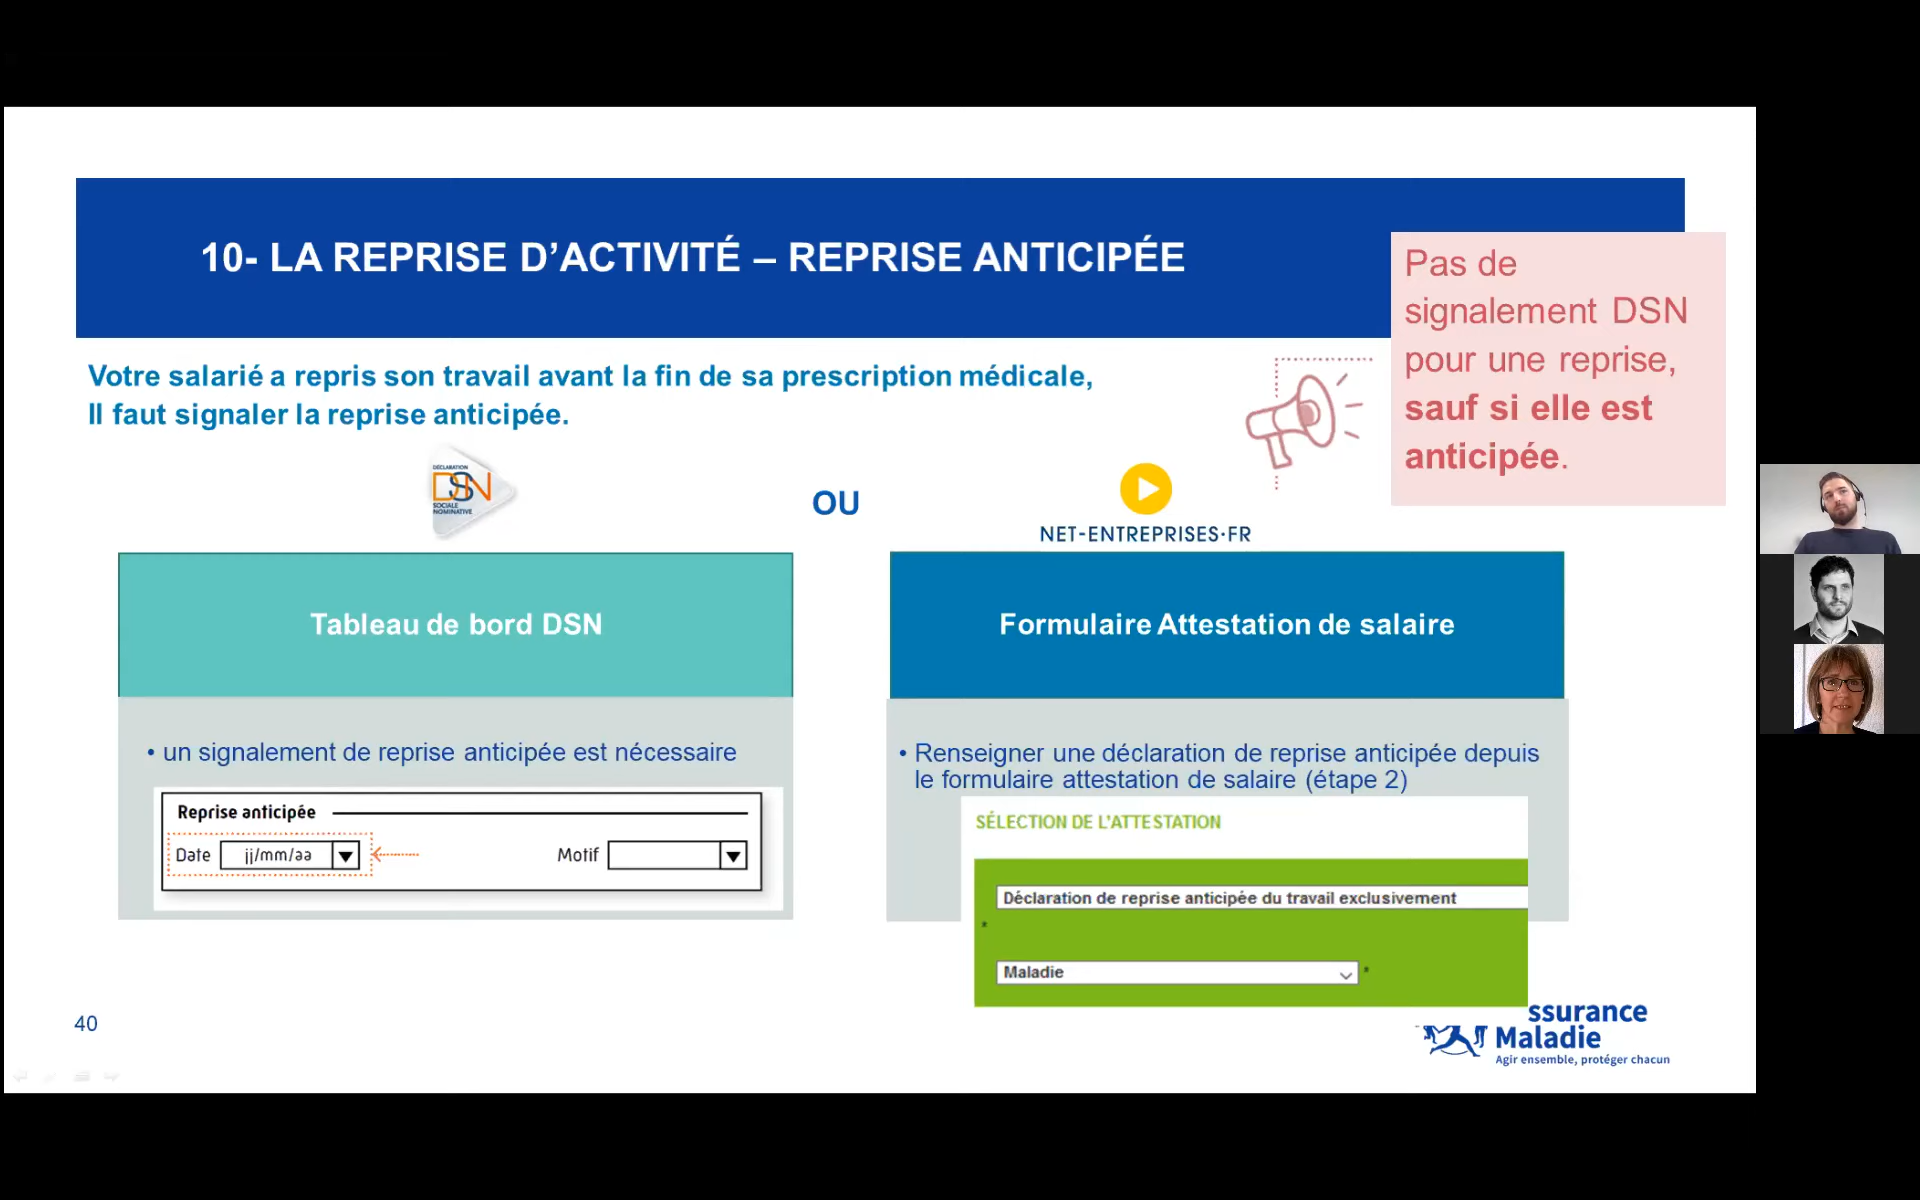 10- LA REPRISE D’ACTIVITÉ – REPRISE ANTICIPÉE
Pas de
signalement DSN
pour une reprise,
sauf si elle est
anticipée.
Votre salarié a repris son travail avant la fin de sa prescription médicale,
Il faut signaler la reprise anticipée.
DÉCLARATION
DSN
SOCIALE
NOMINATIVE
OU
NET-ENTREPRISES·FR
Tableau de bord DSN
• un signalement de reprise anticipée est nécessaire
Reprise anticipée
Date jj/mm/aa
Motif
Formulaire Attestation de salaire
• Renseigner une déclaration de reprise anticipée depuis
le formulaire attestation de salaire (étape 2)
SÉLECTION DE L'ATTESTATION
Déclaration de reprise anticipée du travail exclusivement
*
Maladie *
40
ssurance
Maladie
Agir ensemble, protéger chacun